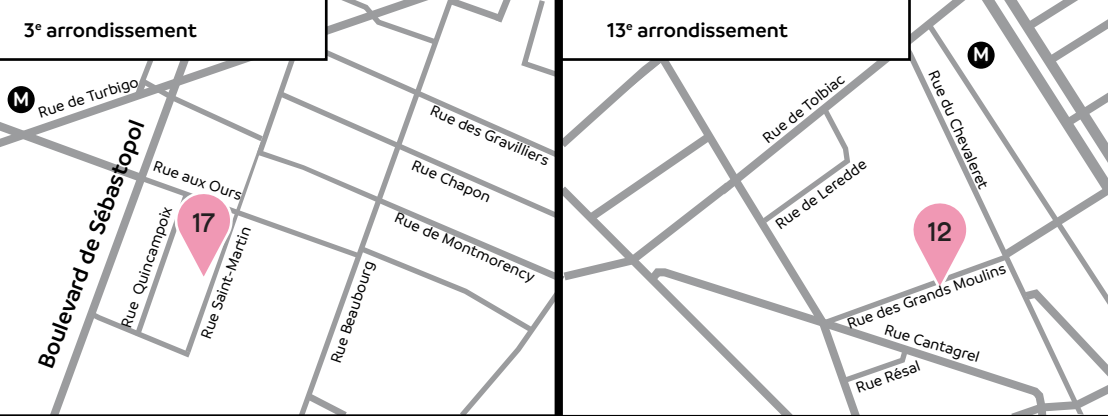 3e arrondissement
M
Rue de Turbigo
Boulevard de Sébastopol
Rue aux Ours
17
Rue Quincampoix
Rue Saint-Martin
Rue Beaubourg
Rue des Gravilliers
Rue Chapon
Rue de Montmorency
13e arrondissement
M
Rue de Tolbiac
Rue du Chevaleret
Rue de Leredde
12
Rue des Grands Moulins
Rue Cantagrel
Rue Résal